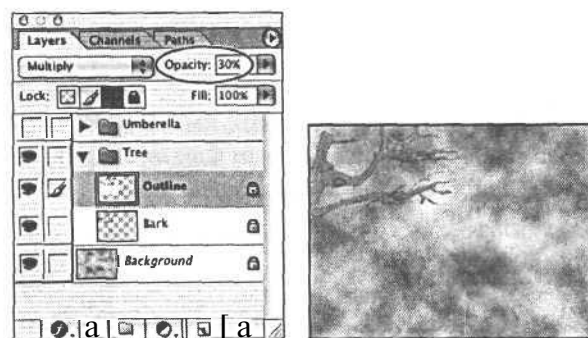 Layers Channels Paths
Multiply Opacity: 30%
Lock: Fill: 100%
Umberella
Tree
Outline
Bark
Background
a [ a